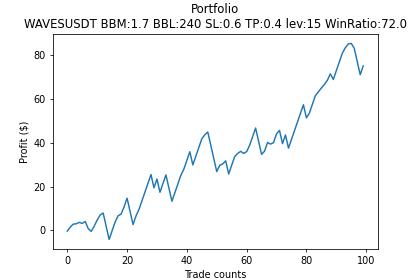 Portfolio
WAVESUSDT BBM:1.7 BBL:240 SL:0.6 TP:0.4 lev:15 WinRatio:72.0
Profit ($)
80
60
40
20
0
0 20 40 60 80 100
Trade counts